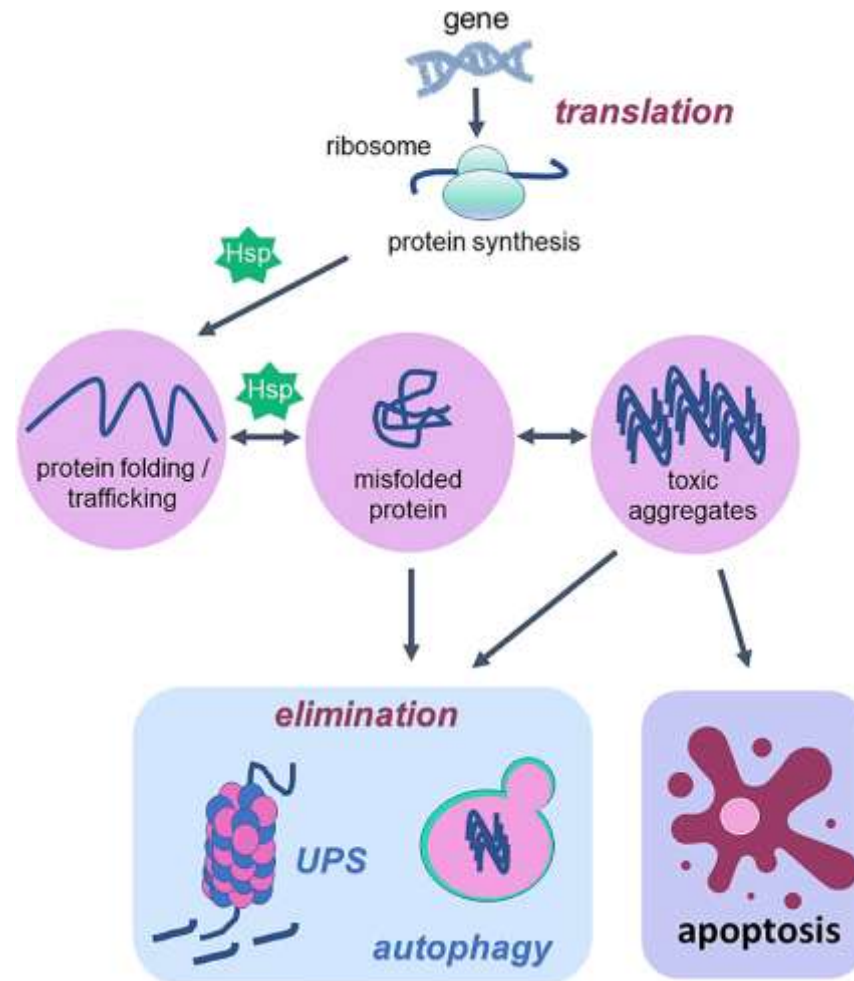 gene
translation
ribosome
protein synthesis
Hsp
Hsp
protein folding /
trafficking
misfolded
protein
toxic
aggregates
elimination
UPS
autophagy
apoptosis